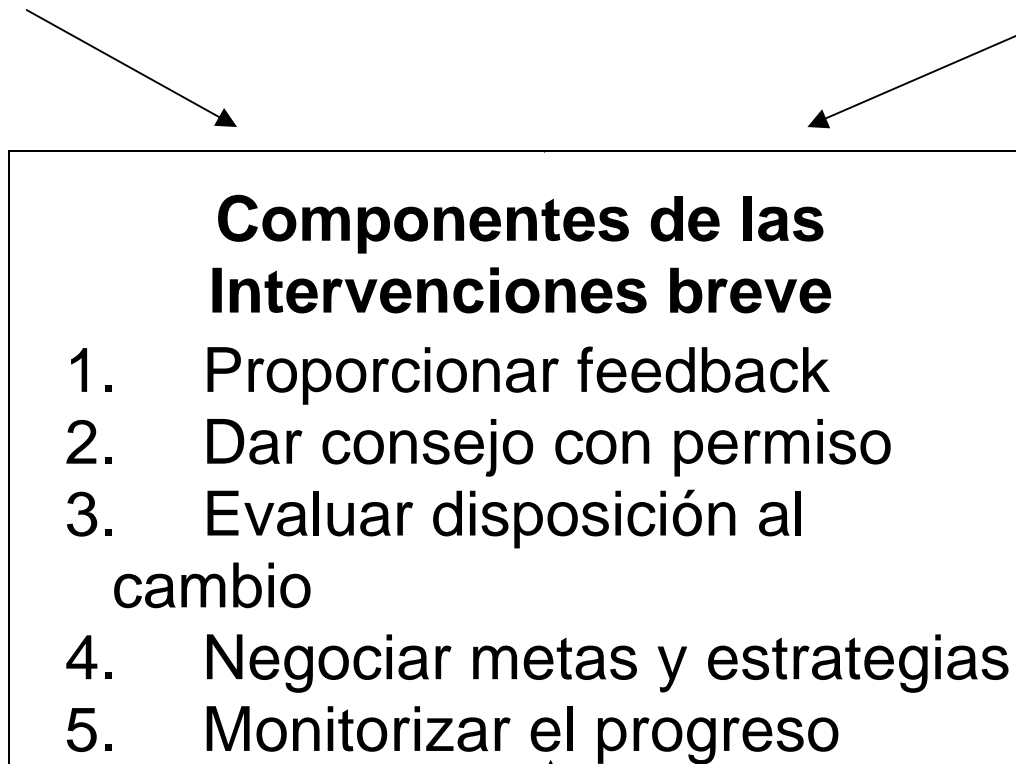 Componentes de las
Intervenciones breve
1. Proporcionar feedback
2. Dar consejo con permiso
3. Evaluar disposición al
cambio
4. Negociar metas y estrategias
5. Monitorizar el progreso